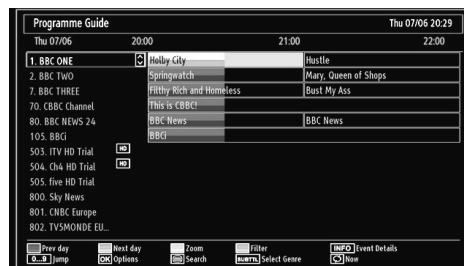 Programme Guide Thu 07/06 20:29
Thu 07/06 20:00 21:00 22:00
1. BBC ONE Holby City Hustle
2. BBC TWO Springwatch Mary, Queen of Shops
7. BBC THREE Filthy Rich and Homeless Bust My Ass
70. CBBC Channel This is CBBC!
80. BBC NEWS 24 BBC News BBC News
105. BBCi BBCi
503. ITV HD Trial HD
504. Ch4 HD Trial HD
505. five HD Trial
800. Sky News
801. CNBC Europe
802. TV5MONDE EU...
Prev day Next day Zoom Filter INFO Event Details
0...9 Jump OK Options Search SUBTTL Select Genre Now